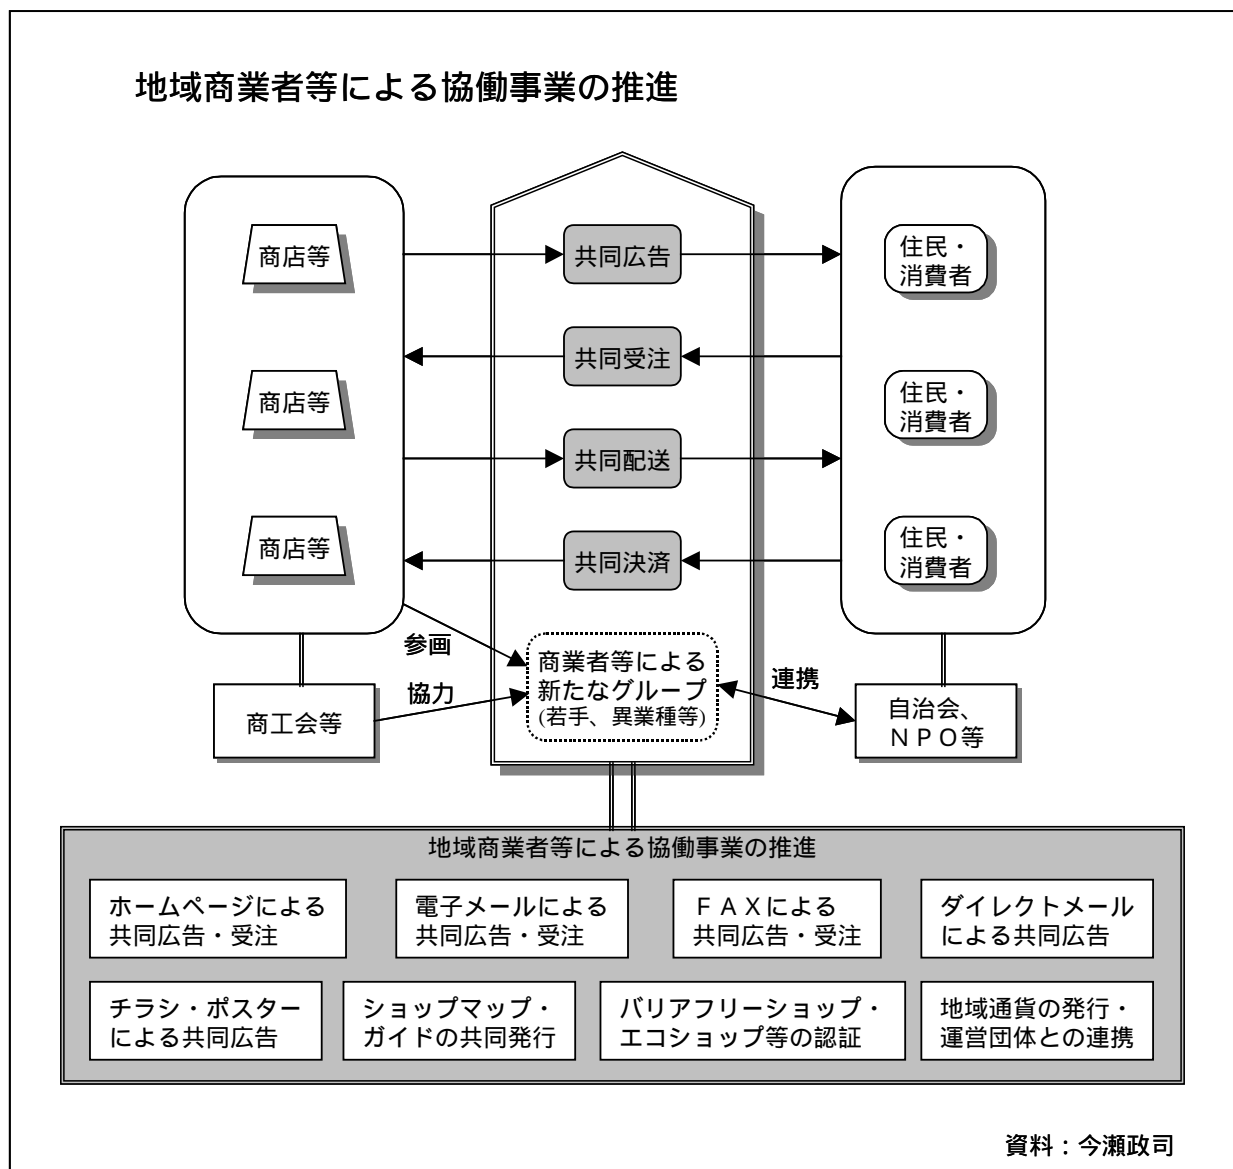 地域商業者等による協働事業の推進
商店等
共同広告
住民・
消費者
共同受注
商店等
住民・
消費者
共同配送
商店等
共同決済
住民・
消費者
参画
協力
商業者等による
新たなグループ
(若手、異業種等)
連携
商工会等
自治会、
ＮＰＯ等
地域商業者等による協働事業の推進
ホームページによる
共同広告・受注
電子メールによる
共同広告・受注
ＦＡＸによる
共同広告・受注
ダイレクトメール
による共同広告
チラシ・ポスター
による共同広告
ショップマップ・
ガイドの共同発行
バリアフリーショップ・
エコショップ等の認証
地域通貨の発行・
運営団体との連携
資料：今瀬政司